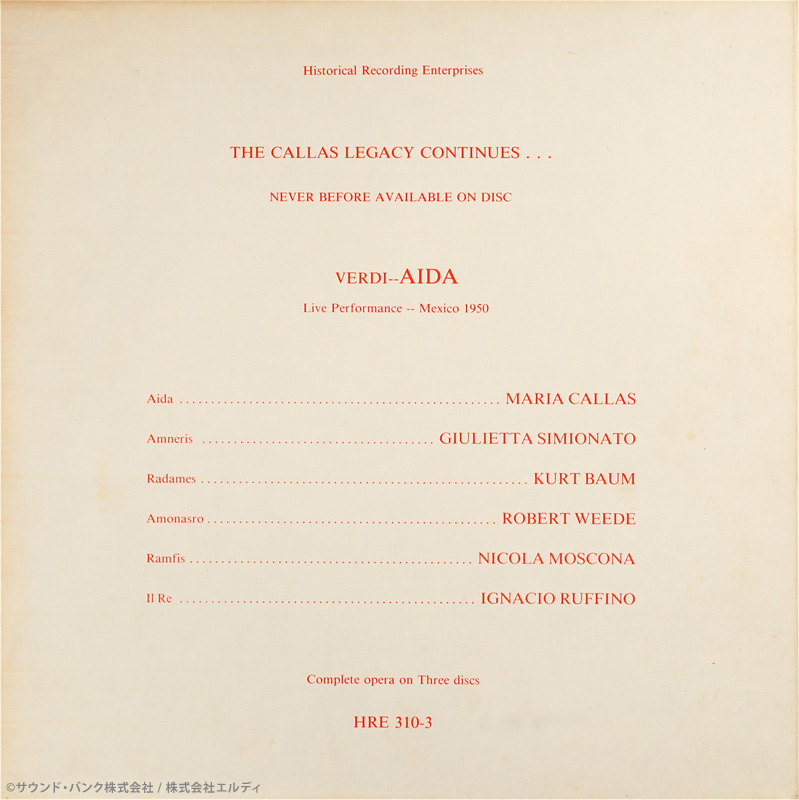 Historical Recording Enterprises
THE CALLAS LEGACY CONTINUES . . .
NEVER BEFORE AVAILABLE ON DISC
VERDI--AIDA
Live Performance -- Mexico 1950
Aida .................................................. MARIA CALLAS
Amneris .................................... GIULIETTA SIMIONATO
Radames .................................................. KURT BAUM
Amonasro ............................................. ROBERT WEEDE
Ramfis ............................................ NICOLA MOSCONA
Il Re .............................................. IGNACIO RUFFINO
Complete opera on Three discs
HRE 310-3
©サウンド・バンク株式会社 / 株式会社エルディ